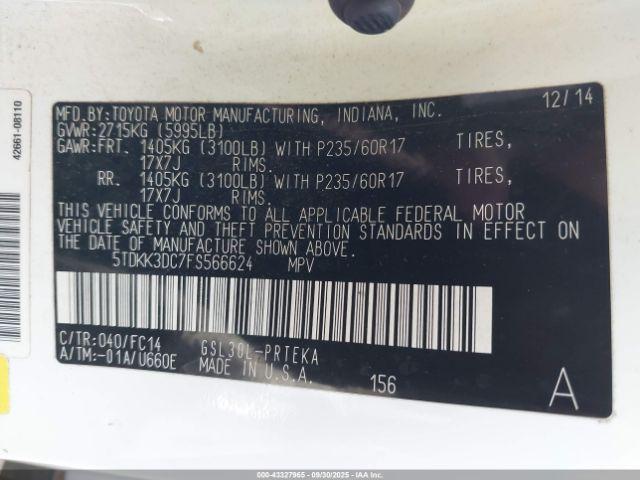 42661-08110
MFD.BY: TOYOTA MOTOR MANUFACTURING, INDIANA, INC. 12/14
GVWR: 2715KG (5995LB)
GAWR: FRT. 1405KG (3100LB) WITH P235/60R17 TIRES,
17X7J RIMS.
RR. 1405KG (3100LB) WITH P235/60R17 TIRES,
17X7J RIMS.
THIS VEHICLE CONFORMS TO ALL APPLICABLE FEDERAL MOTOR
VEHICLE SAFETY AND THEFT PREVENTION STANDARDS IN EFFECT ON
THE DATE OF MANUFACTURE SHOWN ABOVE.
5TDKK3DC7FS566624 MPV
C/TR: 040/FC14 GSL30L-PRTEKA
A/TM: -01A/U660E MADE IN U.S.A.
156
A
000-43327965 - 09/30/2025 - IAA Inc.